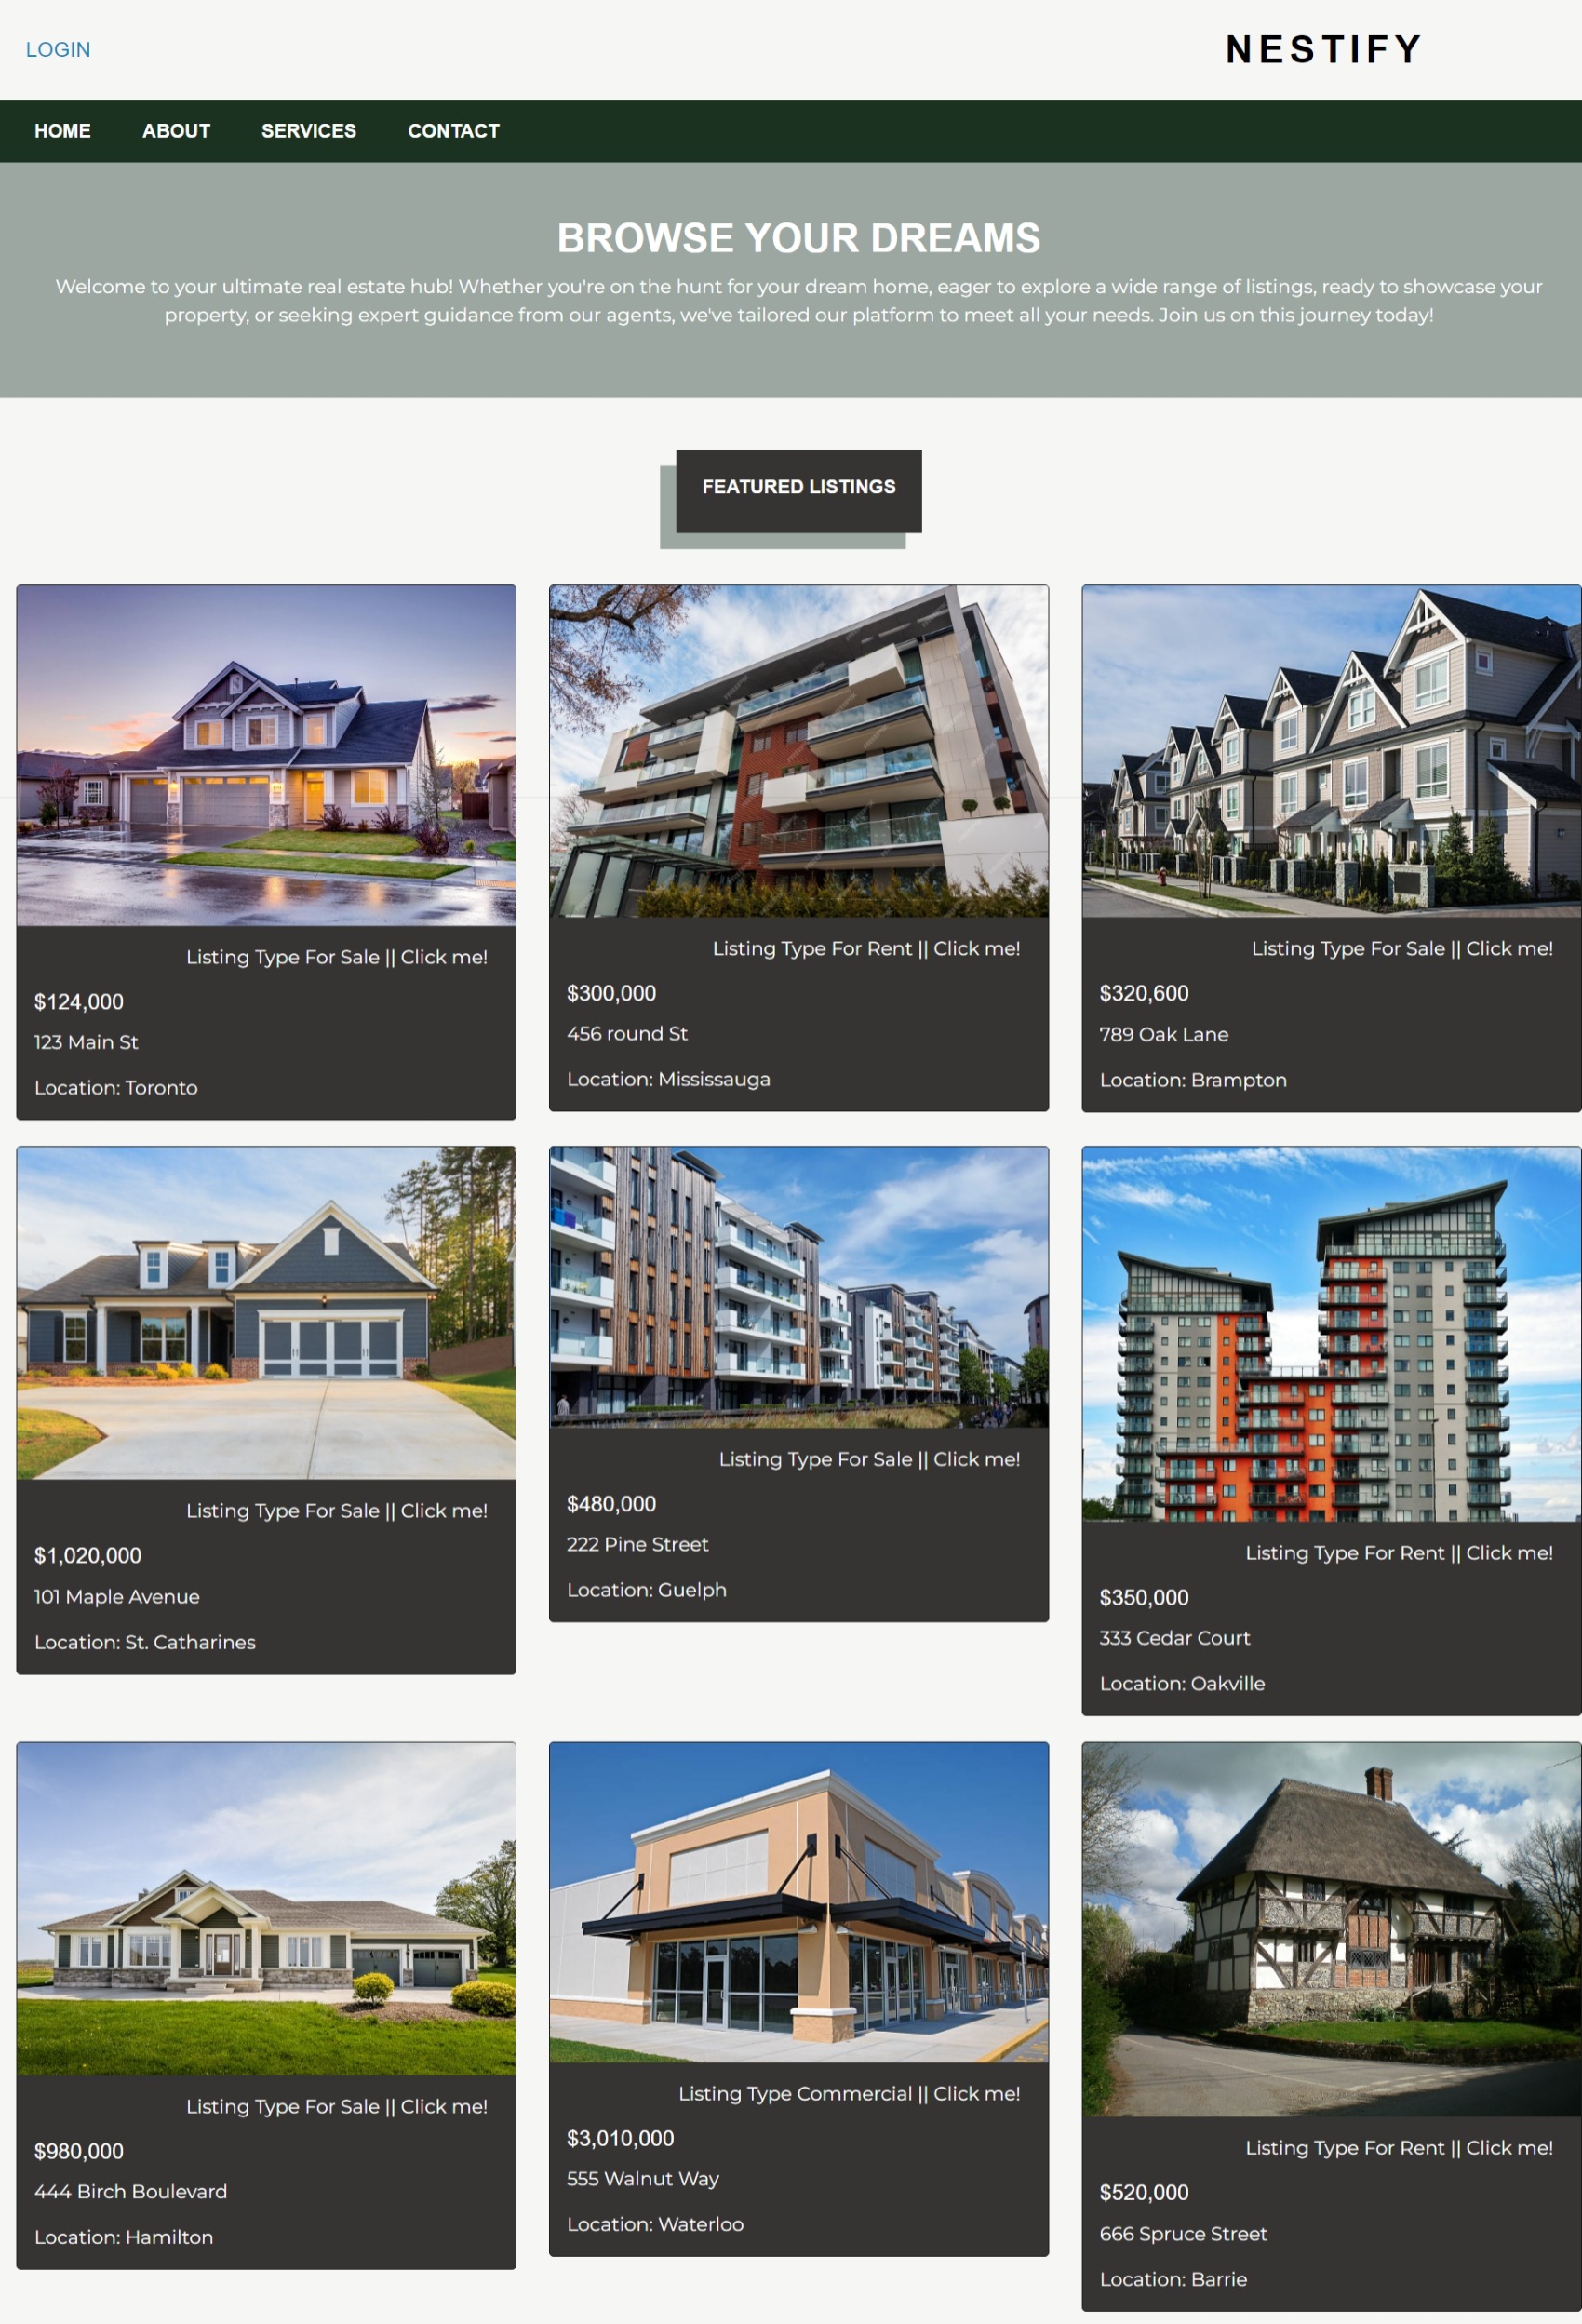 LOGIN
NESTIFY
HOME
ABOUT
SERVICES
CONTACT
BROWSE YOUR DREAMS
Welcome to your ultimate real estate hub! Whether you're on the hunt for your dream home, eager to explore a wide range of listings, ready to showcase your
property, or seeking expert guidance from our agents, we've tailored our platform to meet all your needs. Join us on this journey today!
FEATURED LISTINGS
Listing Type For Sale || Click me!
$124,000
123 Main St
Location: Toronto
Listing Type For Rent || Click me!
$300,000
456 round St
Location: Mississauga
Listing Type For Sale || Click me!
$320,600
789 Oak Lane
Location: Brampton
Listing Type For Sale || Click me!
$1,020,000
101 Maple Avenue
Location: St. Catharines
Listing Type For Sale || Click me!
$480,000
222 Pine Street
Location: Guelph
Listing Type For Rent || Click me!
$350,000
333 Cedar Court
Location: Oakville
Listing Type For Sale || Click me!
$980,000
444 Birch Boulevard
Location: Hamilton
Listing Type Commercial || Click me!
$3,010,000
555 Walnut Way
Location: Waterloo
Listing Type For Rent || Click me!
$520,000
666 Spruce Street
Location: Barrie